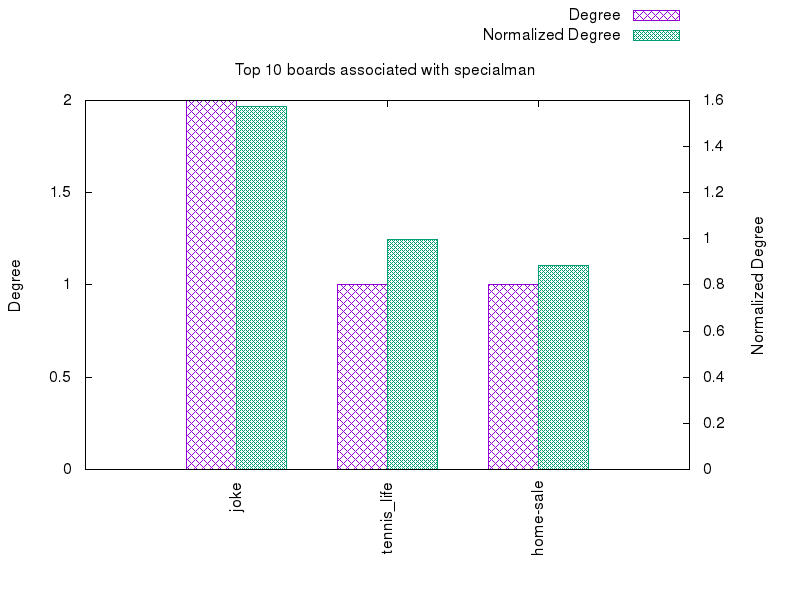 Degree
Normalized Degree
Top 10 boards associated with specialman
2
1.5
1
0.5
0
1.6
1.4
1.2
1
0.8
0.6
0.4
0.2
0
Degree
Normalized Degree
joke
tennis_life
home-sale